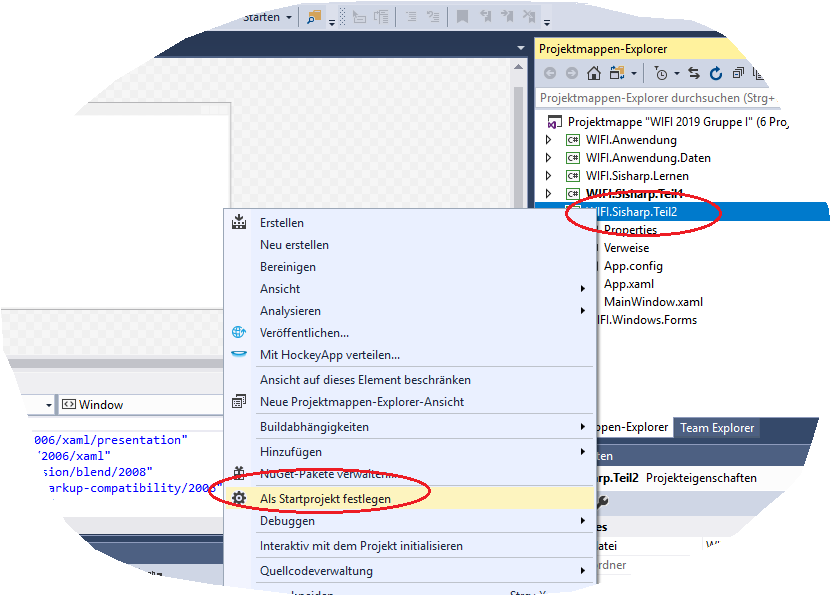 Starten
Projektmappen-Explorer
Projektmappen-Explorer durchsuchen (Strg+
Projektmappe "WIFI 2019 Gruppe I" (6 Proj
WIFI.Anwendung
WIFI.Anwendung.Daten
WIFI.Sisharp.Lernen
WIFI.Sisharp.Teil1
WIFI.Sisharp.Teil2
Properties
Verweise
App.config
App.xaml
MainWindow.xaml
IFI.Windows.Forms
Erstellen
Neu erstellen
Bereinigen
Ansicht
Analysieren
Veröffentlichen...
Mit HockeyApp verteilen...
Ansicht auf dieses Element beschränken
Neue Projektmappen-Explorer-Ansicht
Buildabhängigkeiten
Hinzufügen
NuGet-Pakete verwalten...
Als Startprojekt festlegen
Debuggen
Interaktiv mit dem Projekt initialisieren
Quellcodeverwaltung
Window
006/xaml/presentation"
/2006/xaml"
sion/blend/2008"
arkup-compatibility/2006"
ppen-Explorer Team Explorer
ten
rp.Teil2 Projekteigenschaften
es
atei
rdner